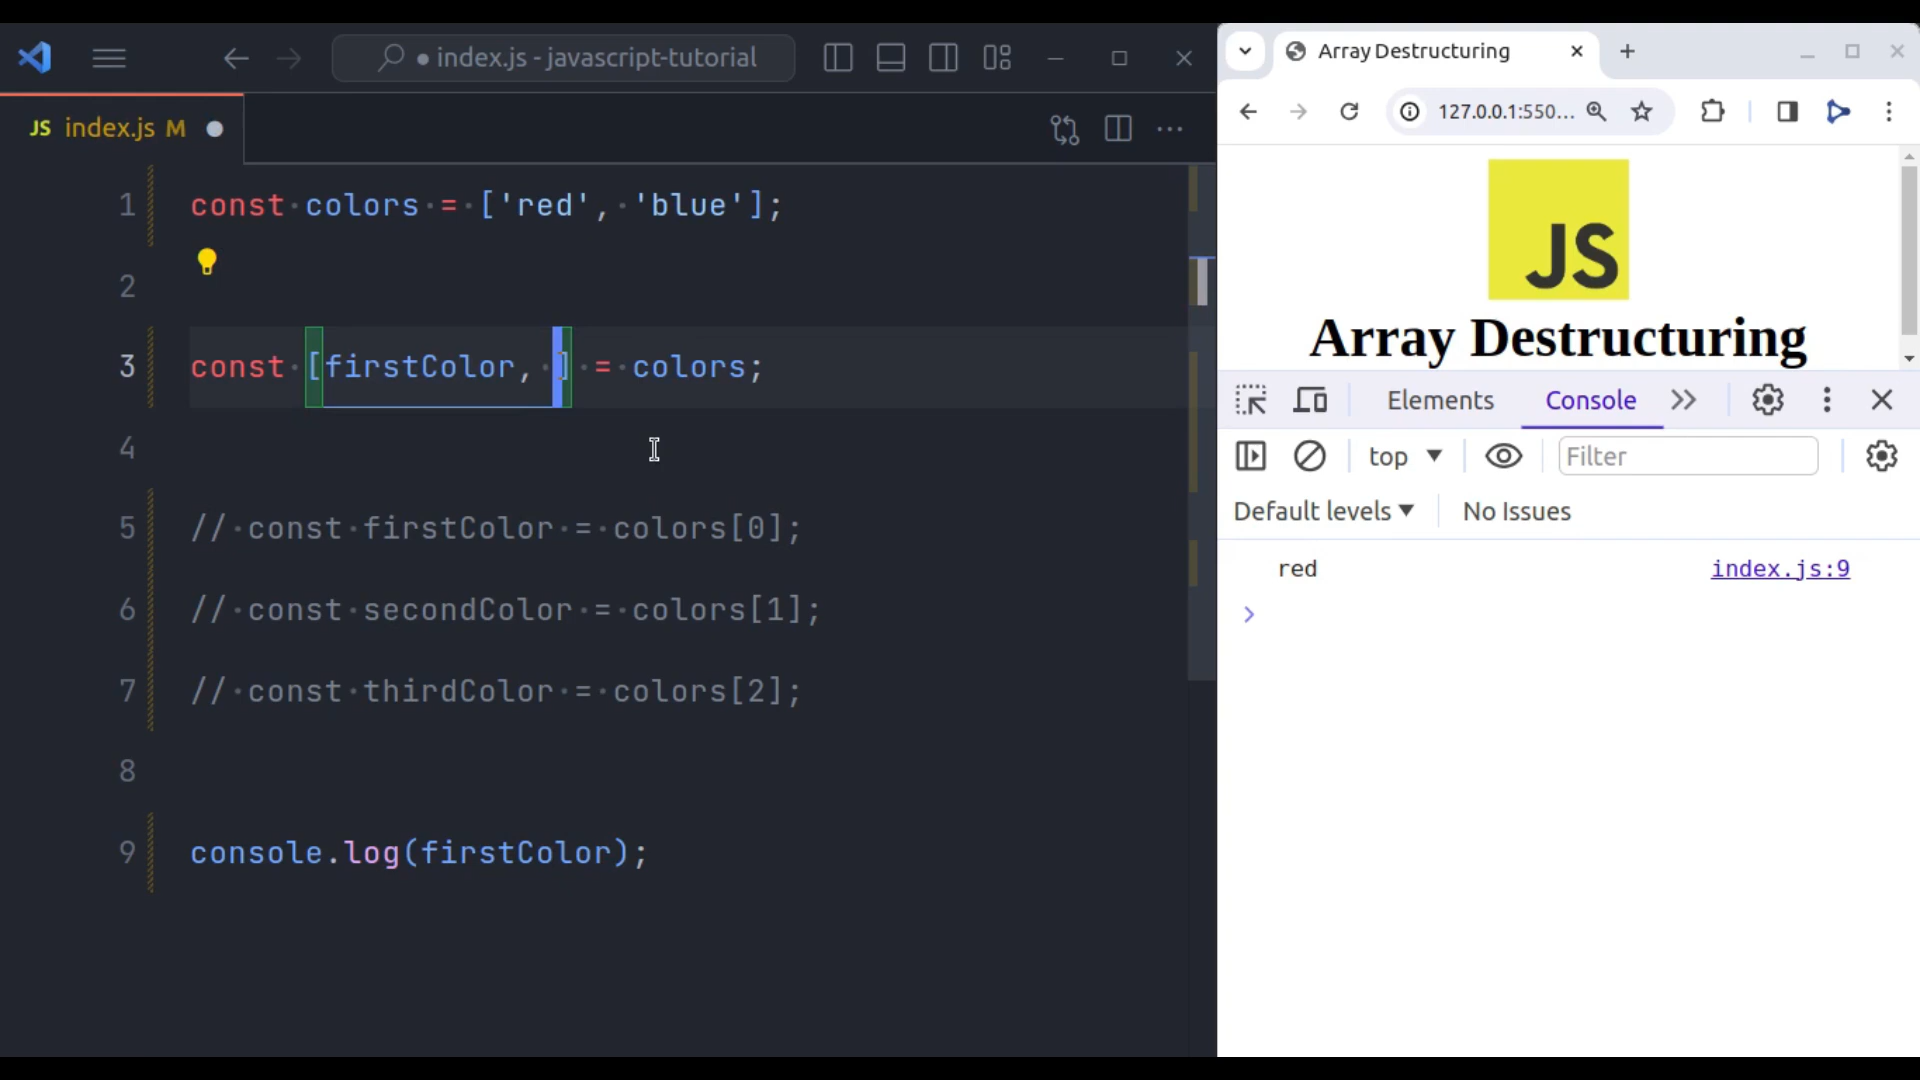 index.js - javascript-tutorial
JS index.js M
1 const colors = ['red', 'blue'];
2
3 const [firstColor, ] = colors;
4
5 // const firstColor = colors[0];
6 // const secondColor = colors[1];
7 // const thirdColor = colors[2];
8
9 console.log(firstColor);
Array Destructuring
127.0.0.1:550...
JS
Array Destructuring
Elements Console
top Filter
Default levels No Issues
red index.js:9